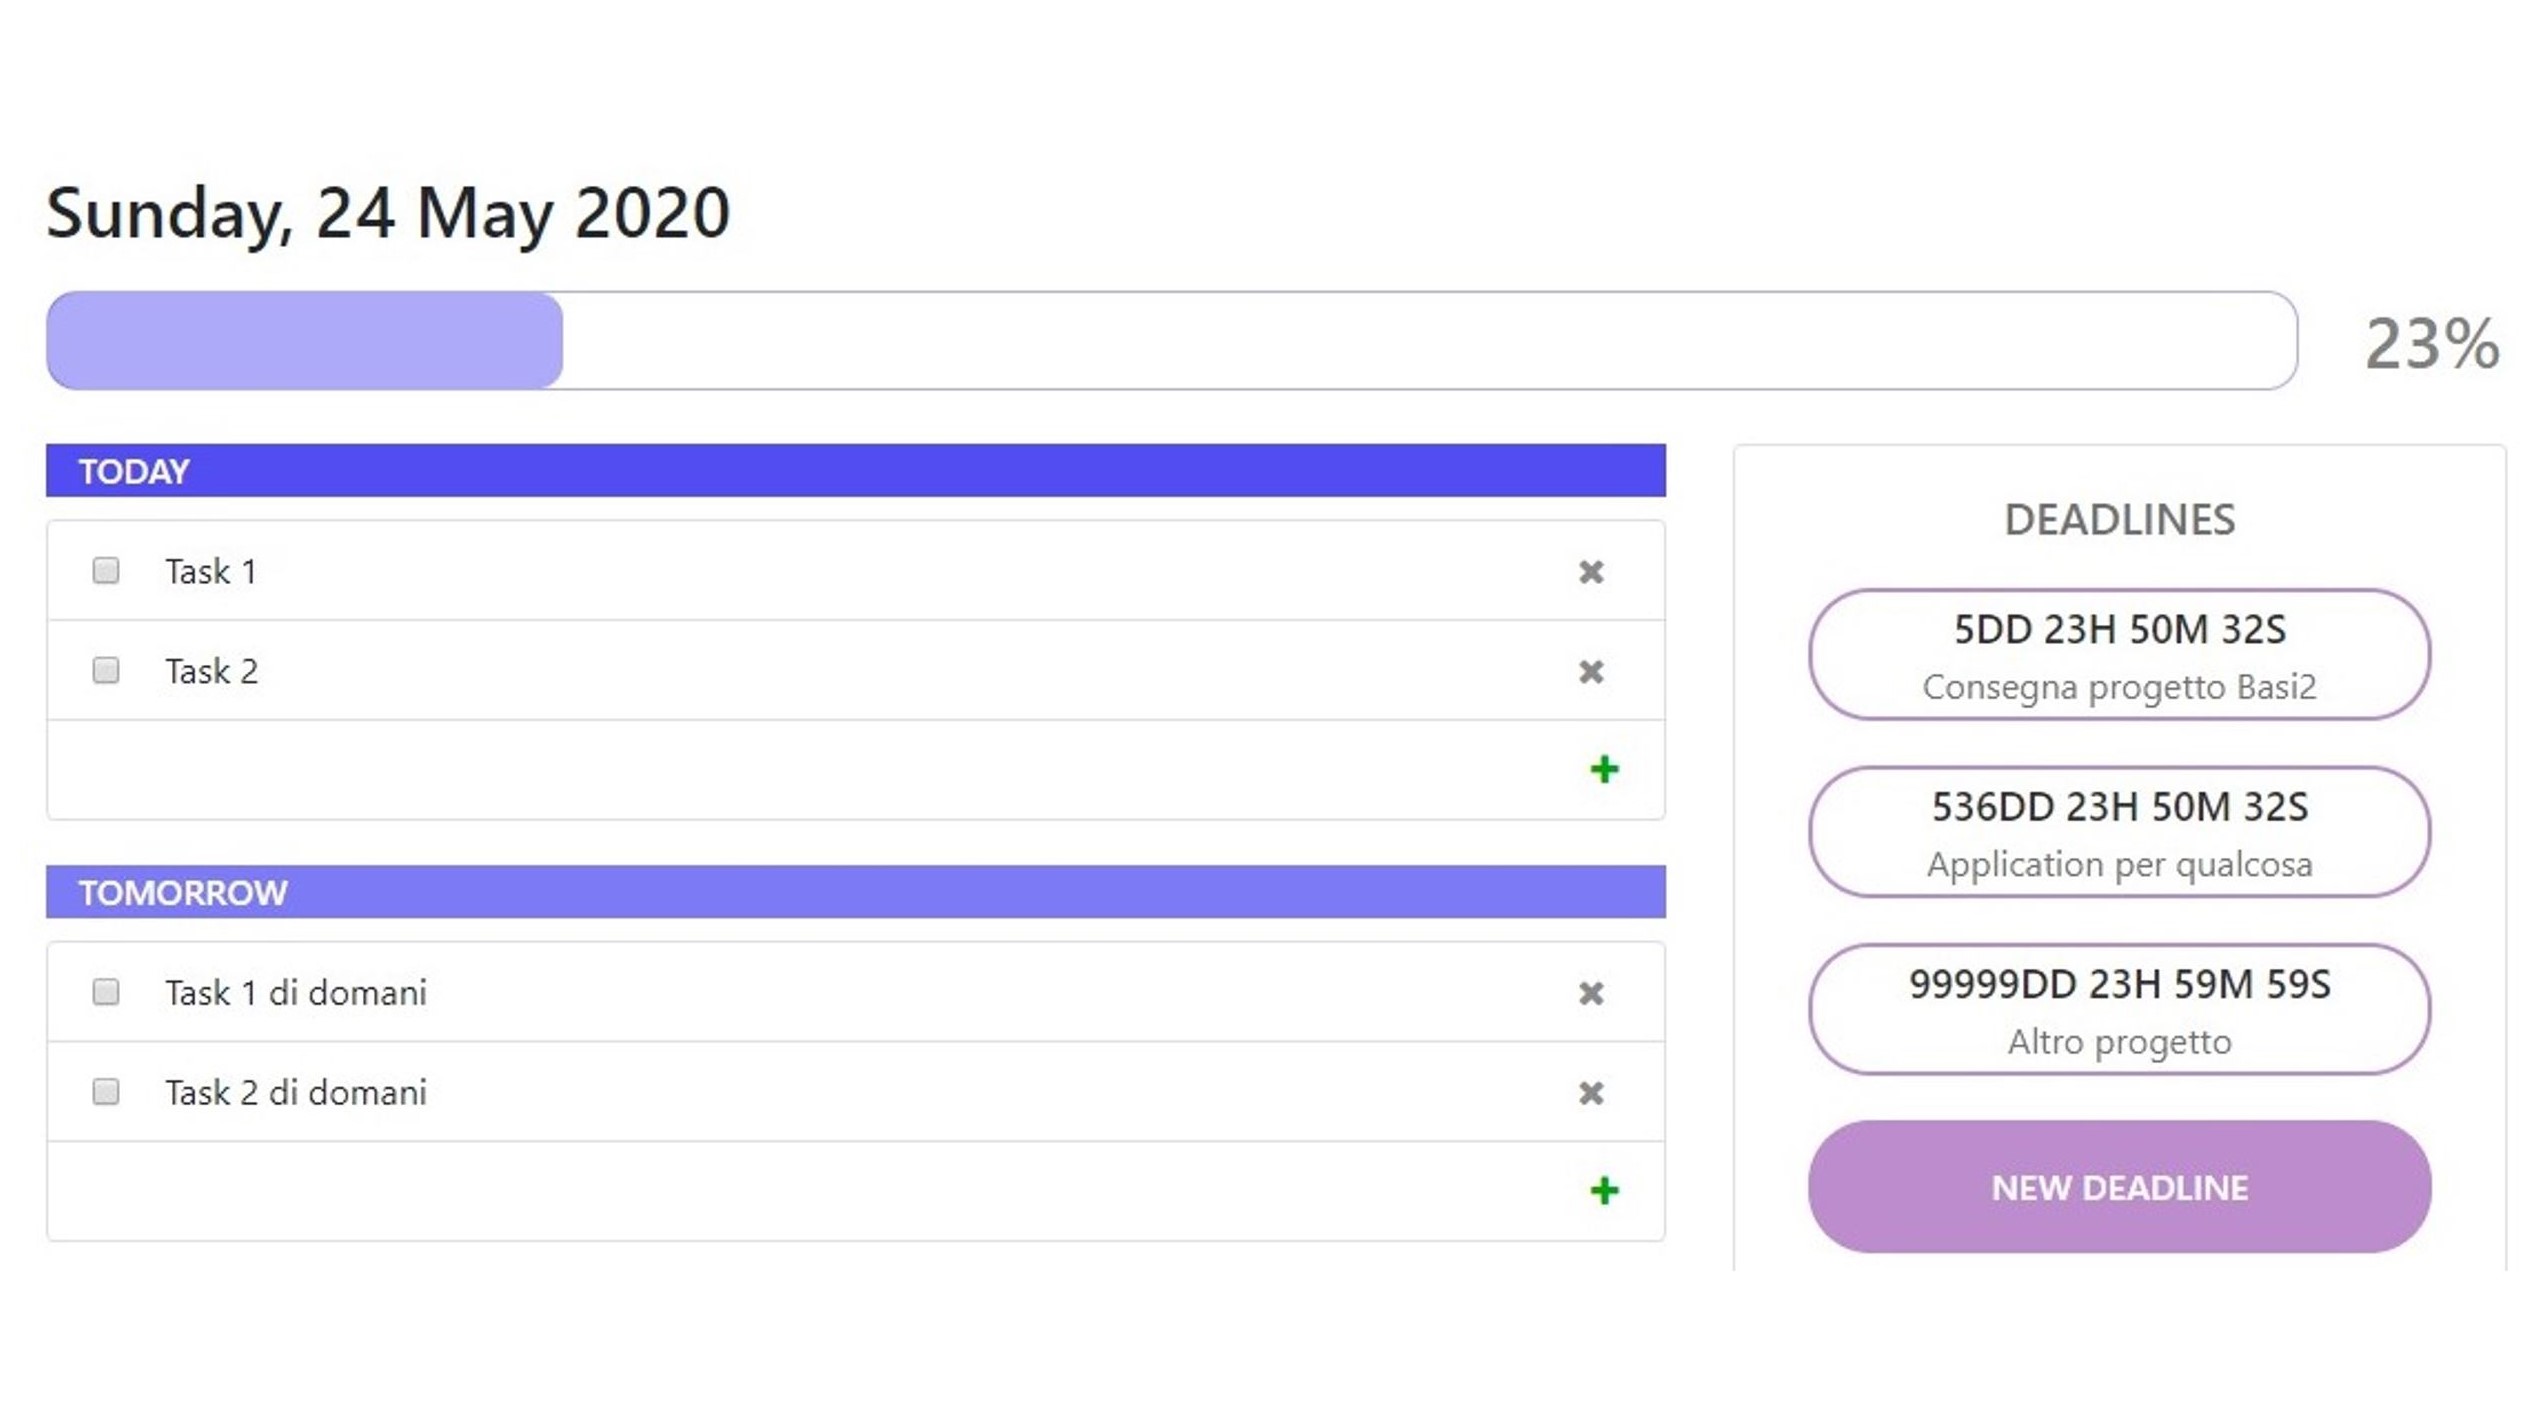 Sunday, 24 May 2020
23%
TODAY
Task 1
Task 2
TOMORROW
Task 1 di domani
Task 2 di domani
DEADLINES
5DD 23H 50M 32S
Consegna progetto Basi2
536DD 23H 50M 32S
Application per qualcosa
99999DD 23H 59M 59S
Altro progetto
NEW DEADLINE